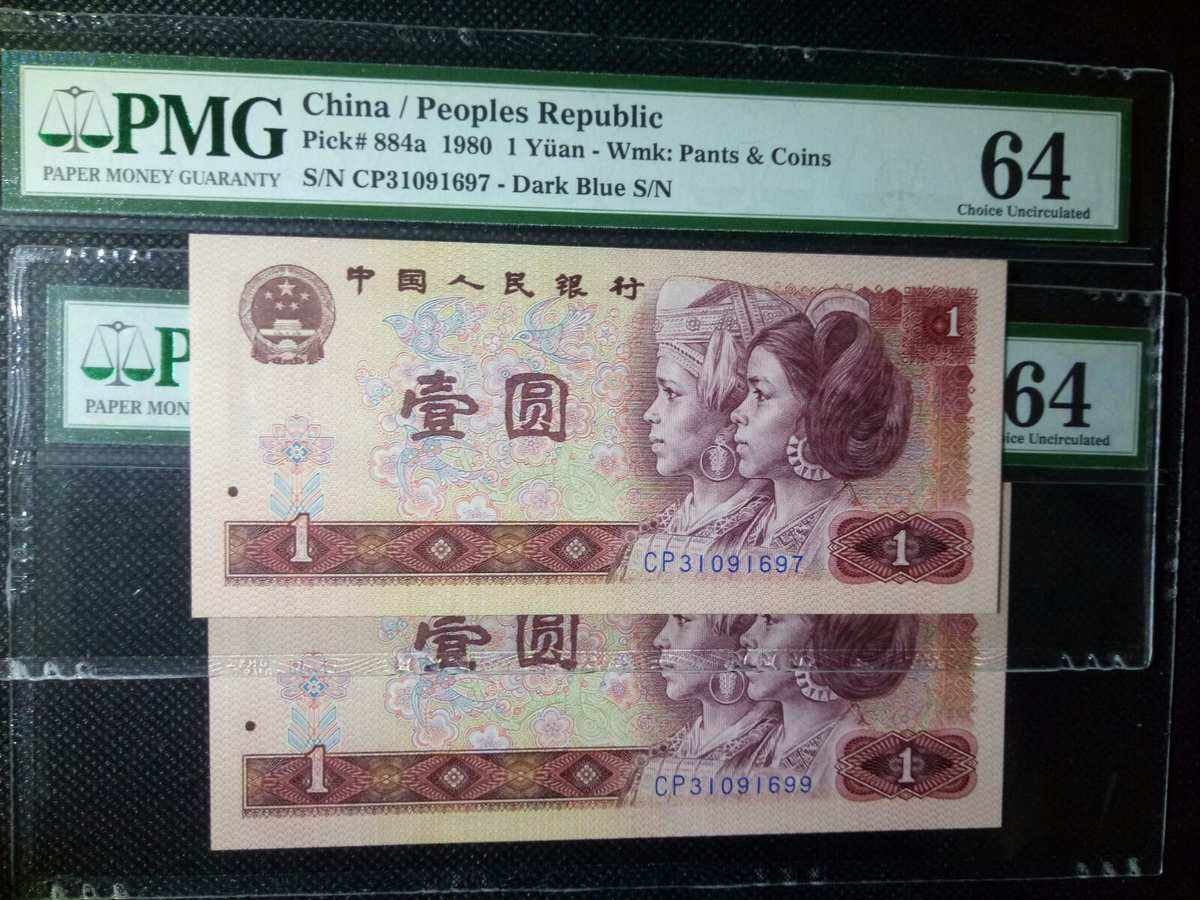 PMG
PAPER MONEY GUARANTY
China / Peoples Republic
Pick# 884a 1980 1 Yüan - Wmk: Pants & Coins
S/N CP31091697 - Dark Blue S/N
64
Choice Uncirculated
中国人民银行
1
壹圆
1
CP31091697
1
P
PAPER MON
64
ice Uncirculated
壹圆
1
CP31091699
1